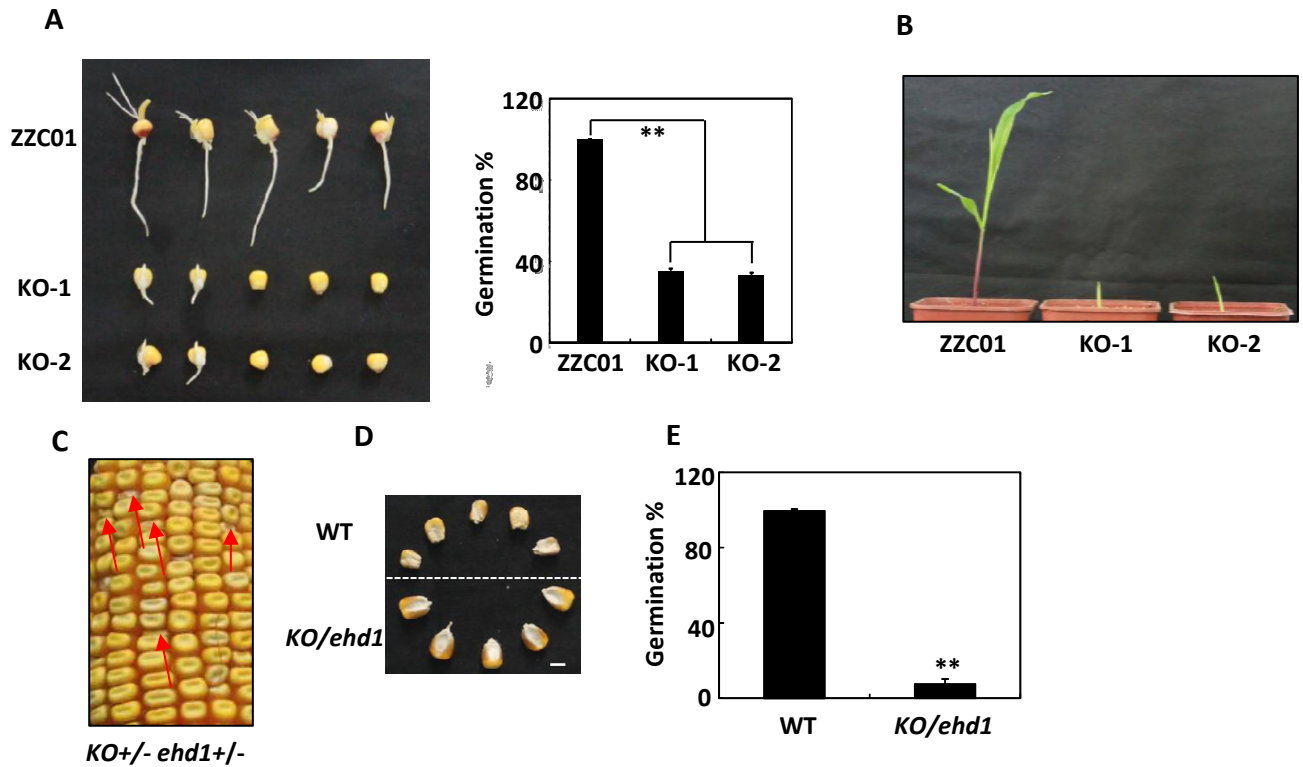 A
B
ZZC01
KO-1
KO-2
Germination %
120
80
40
0
**
ZZC01 KO-1 KO-2
ZZC01 KO-1 KO-2
C
D
E
KO+/- ehd1+/-
WT
KO/ehd1
Germination %
120
80
40
0
**
WT KO/ehd1